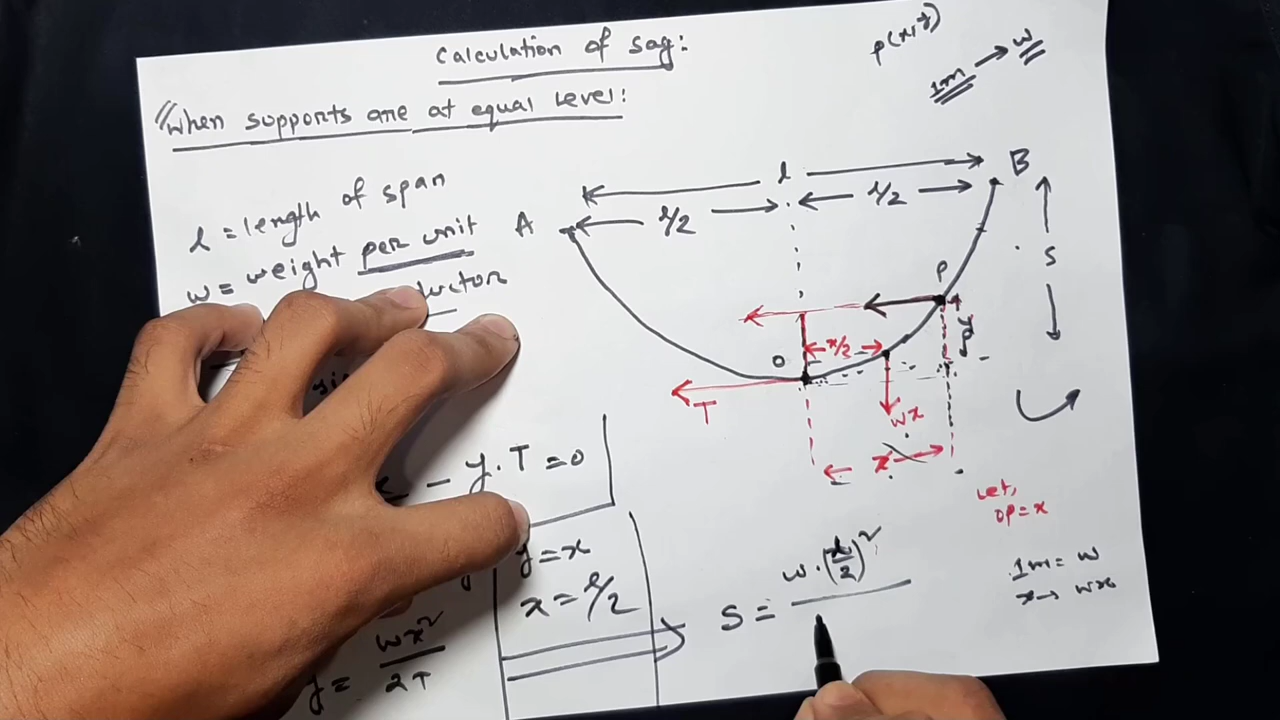 Calculation of sag:
P(x,y)
1m → w
when supports are at equal level:
l = length of span
w = weight per unit
l
l/2
l/2
A
B
S
P
y
O
x/2
T
wx
x
- y.T = 0
let,
OP = x
y = x
x = l/2
1m = w
x → wx
S = w.(l/2)²
y = wx²/2T